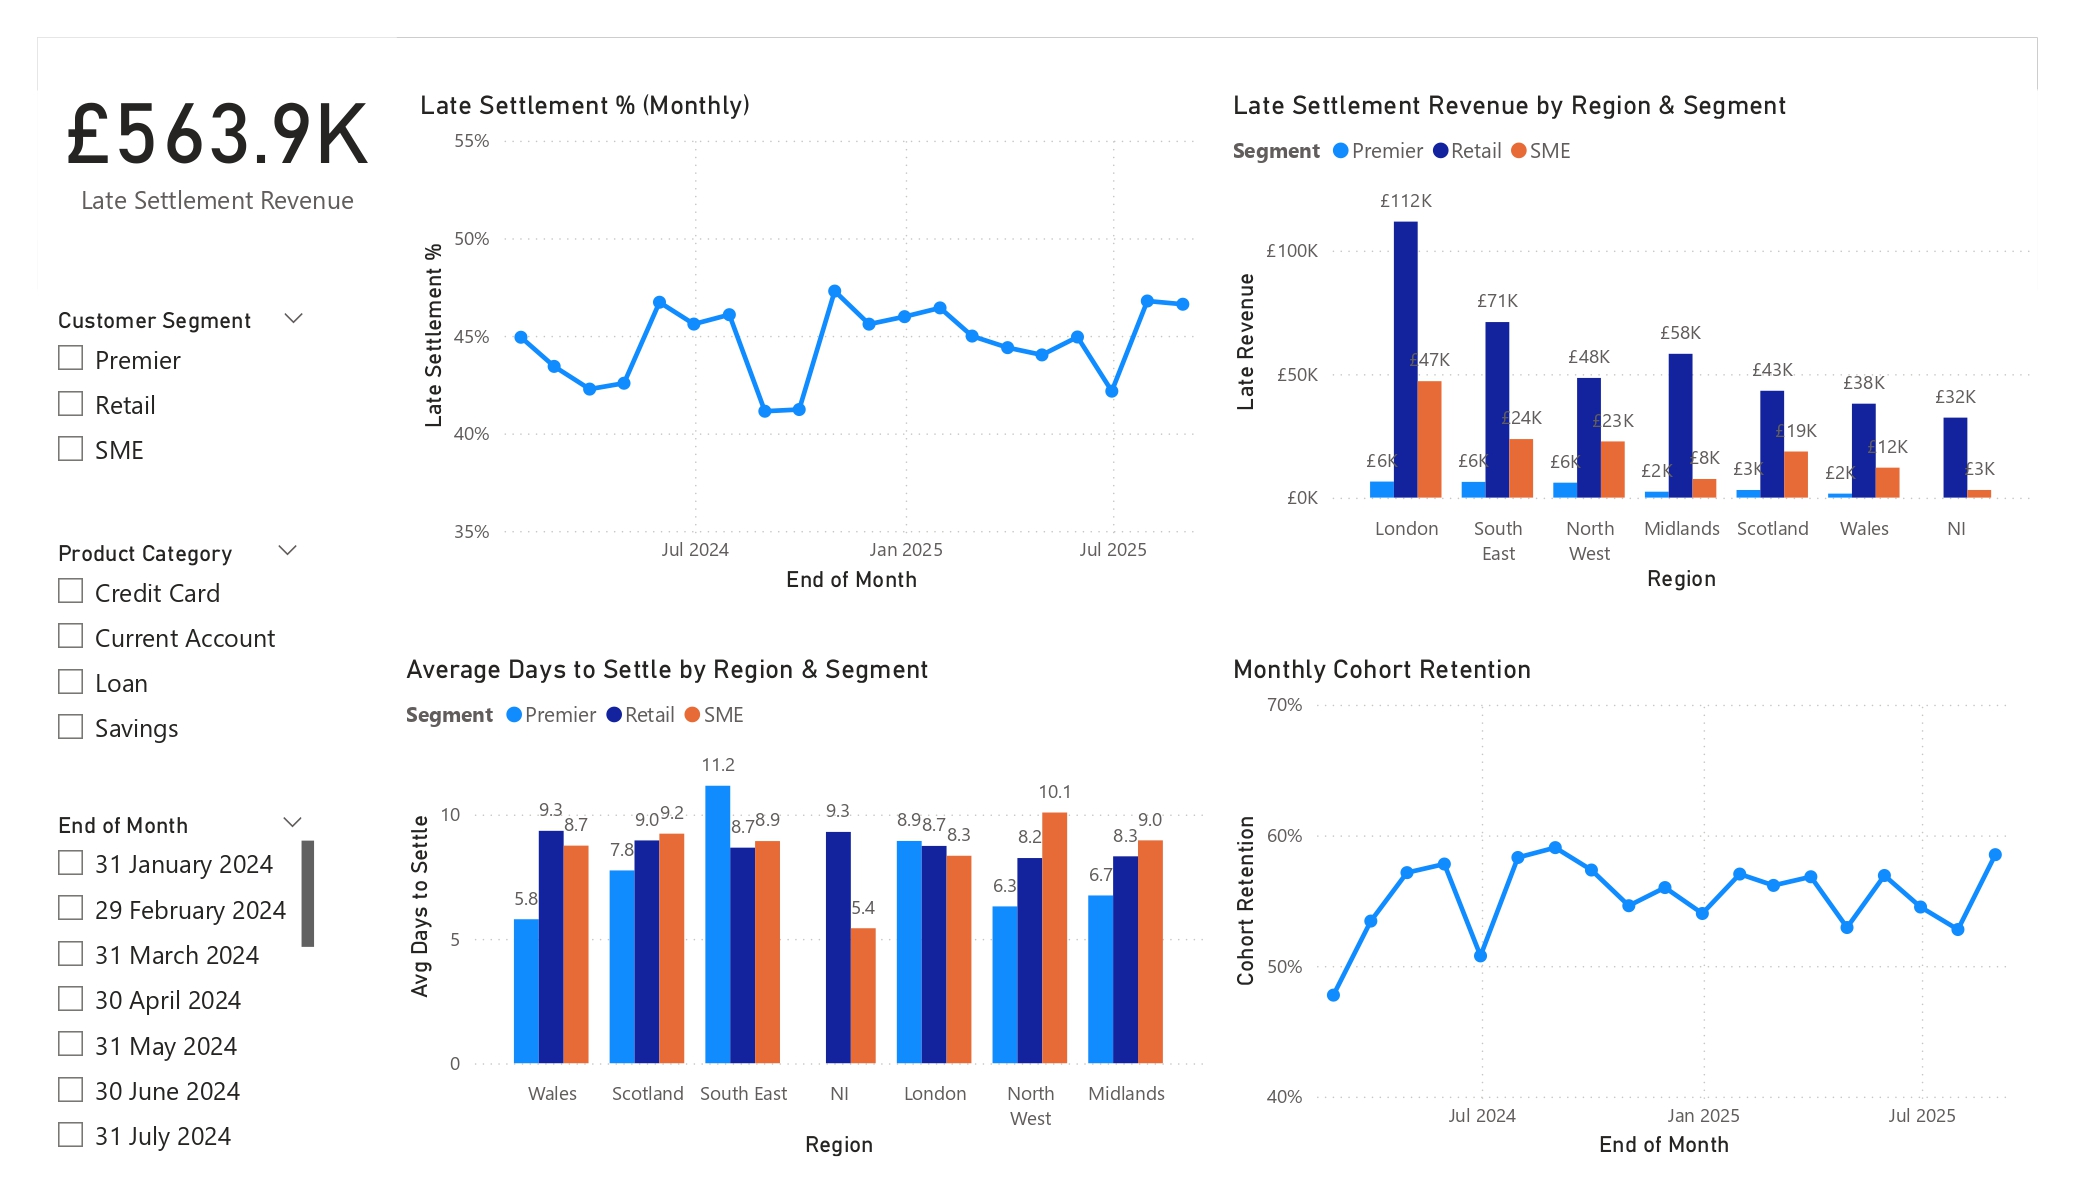 £563.9K
Late Settlement Revenue
Customer Segment
Premier
Retail
SME
Product Category
Credit Card
Current Account
Loan
Savings
End of Month
31 January 2024
29 February 2024
31 March 2024
30 April 2024
31 May 2024
30 June 2024
31 July 2024
Late Settlement % (Monthly)
Late Settlement %
55%
50%
45%
40%
35%
Jul 2024 Jan 2025 Jul 2025
End of Month
Late Settlement Revenue by Region & Segment
Segment Premier Retail SME
Late Revenue
£100K
£50K
£0K
£6K £112K £47K
£6K £71K £24K
£6K £48K £23K
£2K £58K £8K
£3K £43K £19K
£2K £38K £12K
£32K £3K
London South East North West Midlands Scotland Wales NI
Region
Average Days to Settle by Region & Segment
Segment Premier Retail SME
Avg Days to Settle
10
5
0
5.8 9.3 8.7
7.8 9.0 9.2
11.2 8.7 8.9
9.3 5.4
8.9 8.7 8.3
6.3 8.2 10.1
6.7 8.3 9.0
Wales Scotland South East NI London North West Midlands
Region
Monthly Cohort Retention
Cohort Retention
70%
60%
50%
40%
Jul 2024 Jan 2025 Jul 2025
End of Month